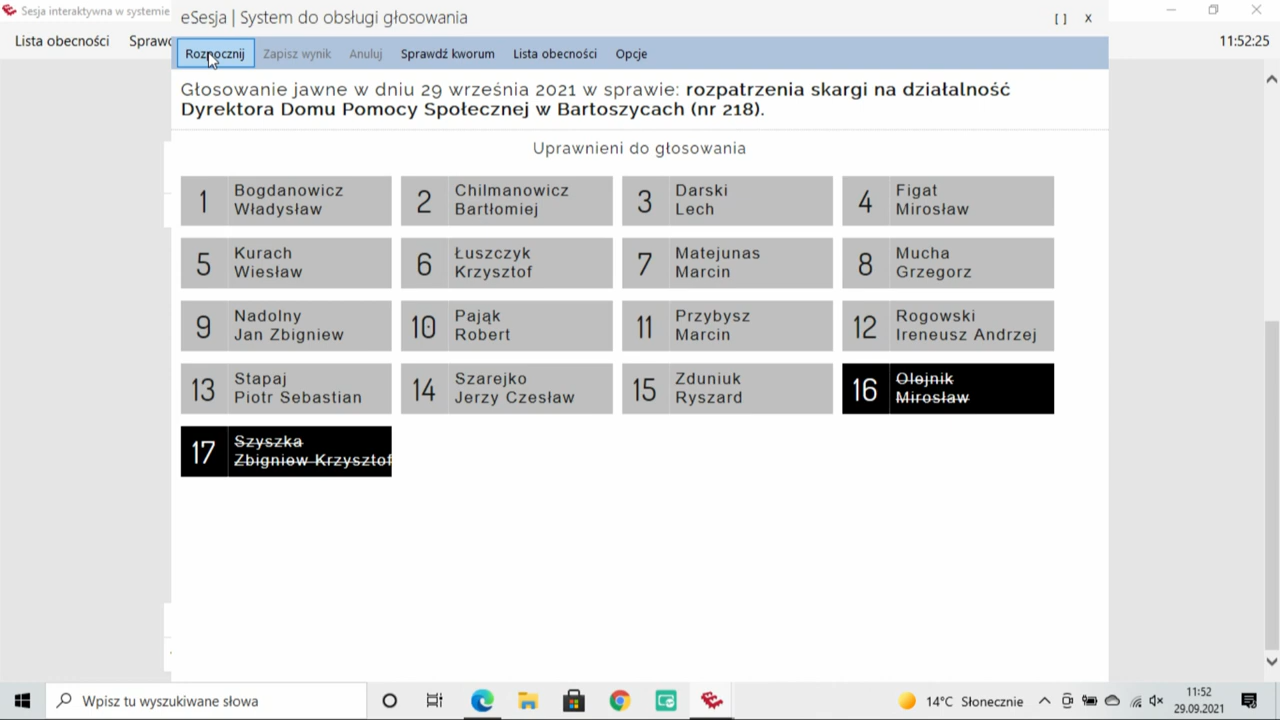 Sesja interaktywna w systemie
eSesja | System do obsługi głosowania
[ ] x
Lista obecności
11:52:25
Rozpocznij Zapisz wynik Anuluj Sprawdź kworum Lista obecności Opcje
Głosowanie jawne w dniu 29 września 2021 w sprawie: rozpatrzenia skargi na działalność
Dyrektora Domu Pomocy Społecznej w Bartoszycach (nr 218).
Uprawnieni do głosowania
1 Bogdanowicz
Władysław
2 Chilmanowicz
Bartłomiej
3 Darski
Lech
4 Figat
Mirosław
5 Kurach
Wiesław
6 Łuszczyk
Krzysztof
7 Matejunas
Marcin
8 Mucha
Grzegorz
9 Nadolny
Jan Zbigniew
10 Pająk
Robert
11 Przybysz
Marcin
12 Rogowski
Ireneusz Andrzej
13 Stapaj
Piotr Sebastian
14 Szarejko
Jerzy Czesław
15 Zduniuk
Ryszard
16 Olejnik
Mirosław
17 Szyszka
Zbigniew Krzysztof
Wpisz tu wyszukiwane słowa
14°C Słonecznie
11:52
29.09.2021